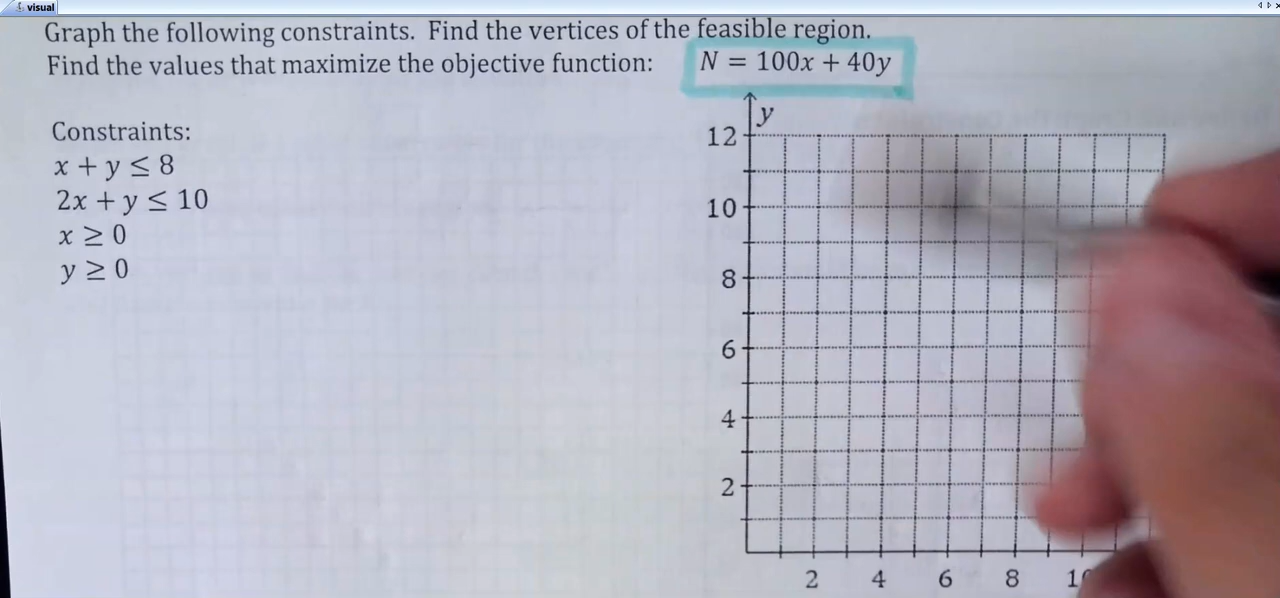 visual
Graph the following constraints. Find the vertices of the feasible region.
Find the values that maximize the objective function: N = 100x + 40y
Constraints:
x + y ≤ 8
2x + y ≤ 10
x ≥ 0
y ≥ 0
y
12
10
8
6
4
2
2 4 6 8